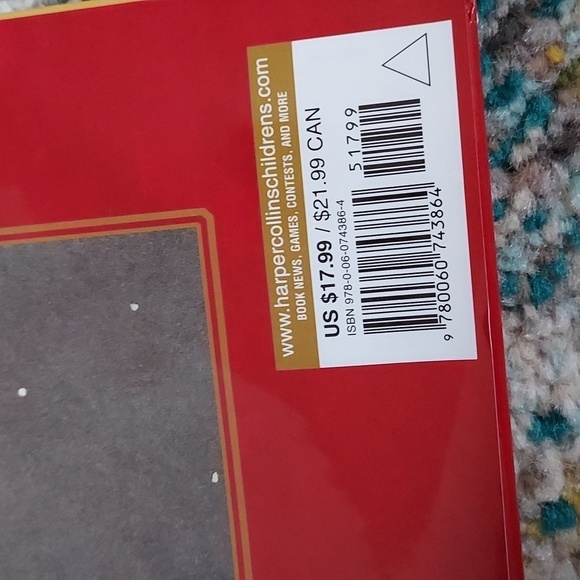 www.harpercollinschildrens.com
BOOK NEWS, GAMES, CONTESTS, AND MORE
US $17.99 / $21.99 CAN
ISBN 978-0-06-074386-4
51799
9 780060 743864